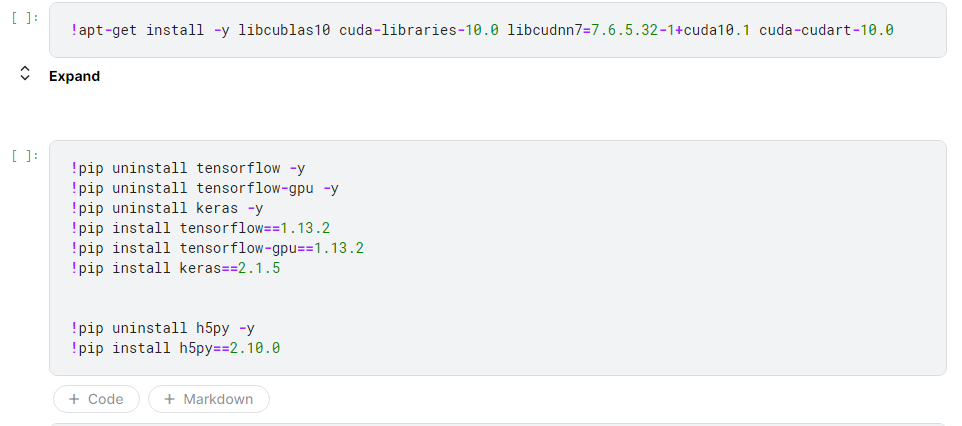 [ ]:
!apt-get install -y libcublas10 cuda-libraries-10.0 libcudnn7=7.6.5.32-1+cuda10.1 cuda-cudart-10.0
Expand
[ ]:
!pip uninstall tensorflow -y
!pip uninstall tensorflow-gpu -y
!pip uninstall keras -y
!pip install tensorflow==1.13.2
!pip install tensorflow-gpu==1.13.2
!pip install keras==2.1.5
!pip uninstall h5py -y
!pip install h5py==2.10.0
+ Code + Markdown